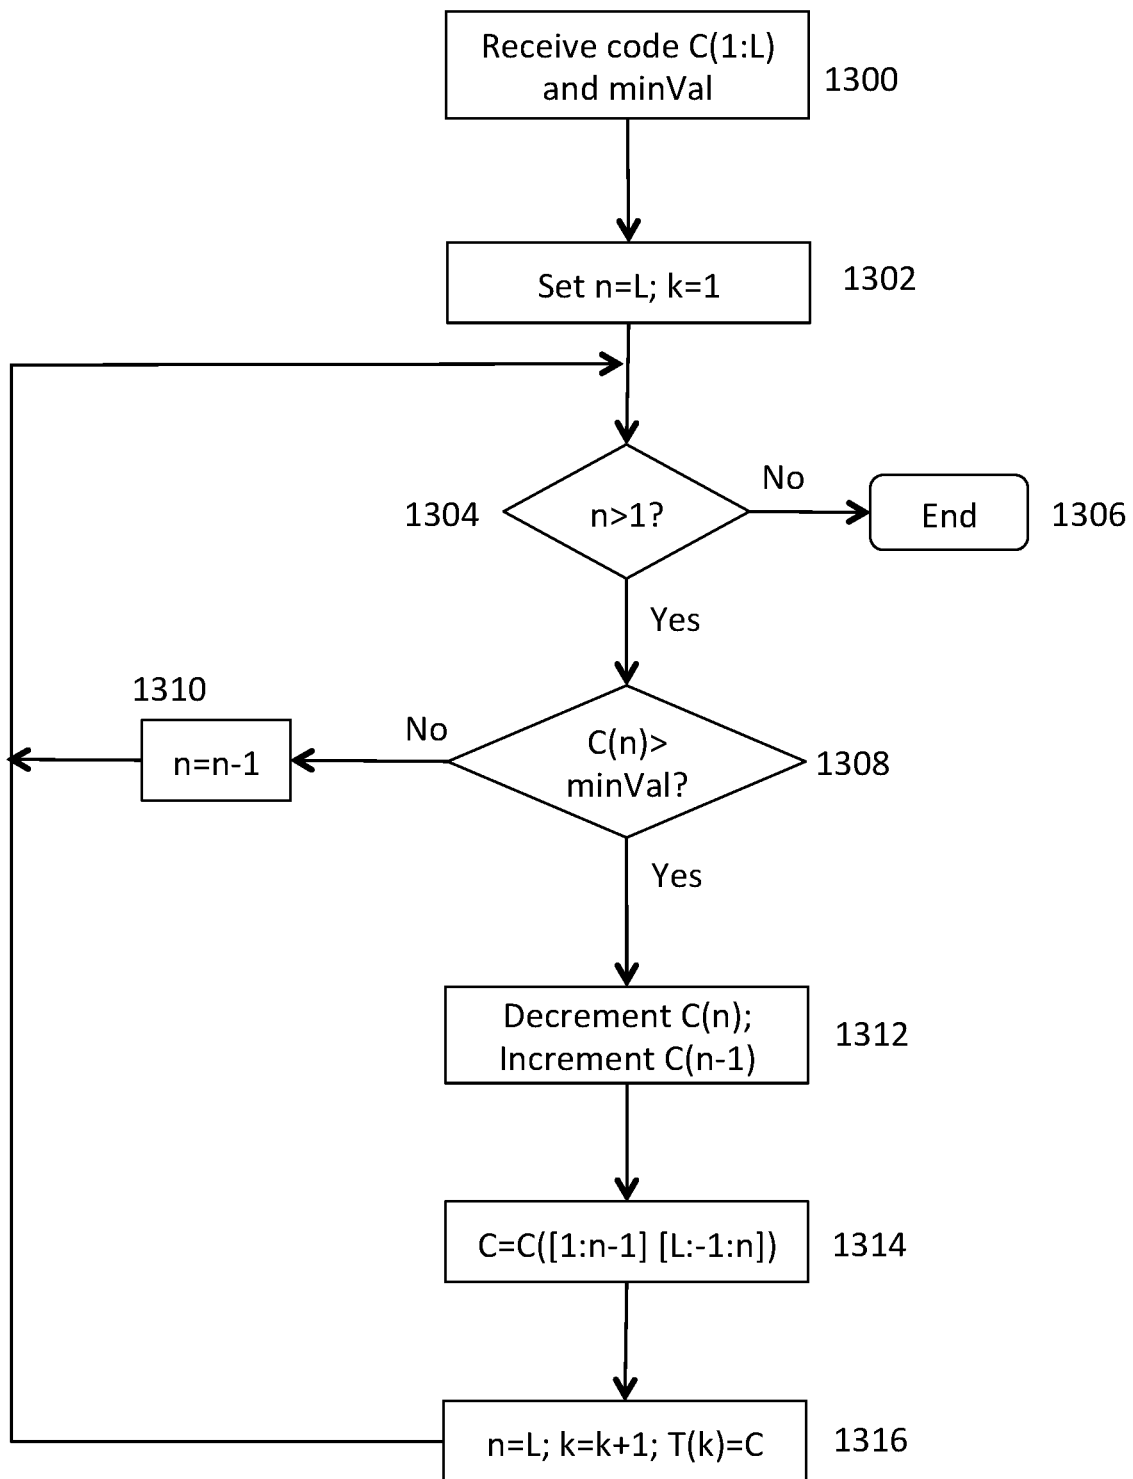 Receive code C(1:L)
and minVal
1300
Set n=L; k=1
1302
1304
n>1?
No
End
1306
Yes
1310
n=n-1
No
C(n)>
minVal?
1308
Yes
Decrement C(n);
Increment C(n-1)
1312
C=C([1:n-1] [L:-1:n])
1314
n=L; k=k+1; T(k)=C
1316